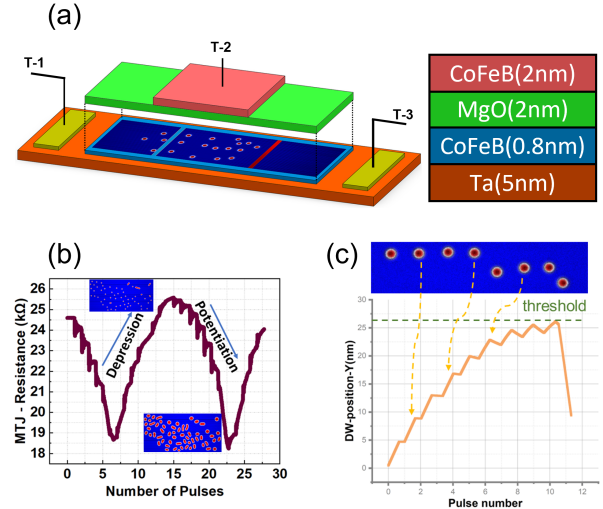 (a)
T-1
T-2
T-3
CoFeB(2nm)
MgO(2nm)
CoFeB(0.8nm)
Ta(5nm)
(b)
MTJ - Resistance (kΩ)
26
25
24
23
22
21
20
19
18
Depression
Potentiation
0
5
10
15
20
25
30
Number of Pulses
(c)
threshold
DW-position-Y(nm)
30
25
20
15
10
5
0
0
2
4
6
8
10
12
Pulse number